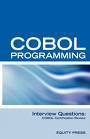 COBOL
PROGRAMMING
Interview Questions:
COBOL Certification Review
EQUITY PRESS